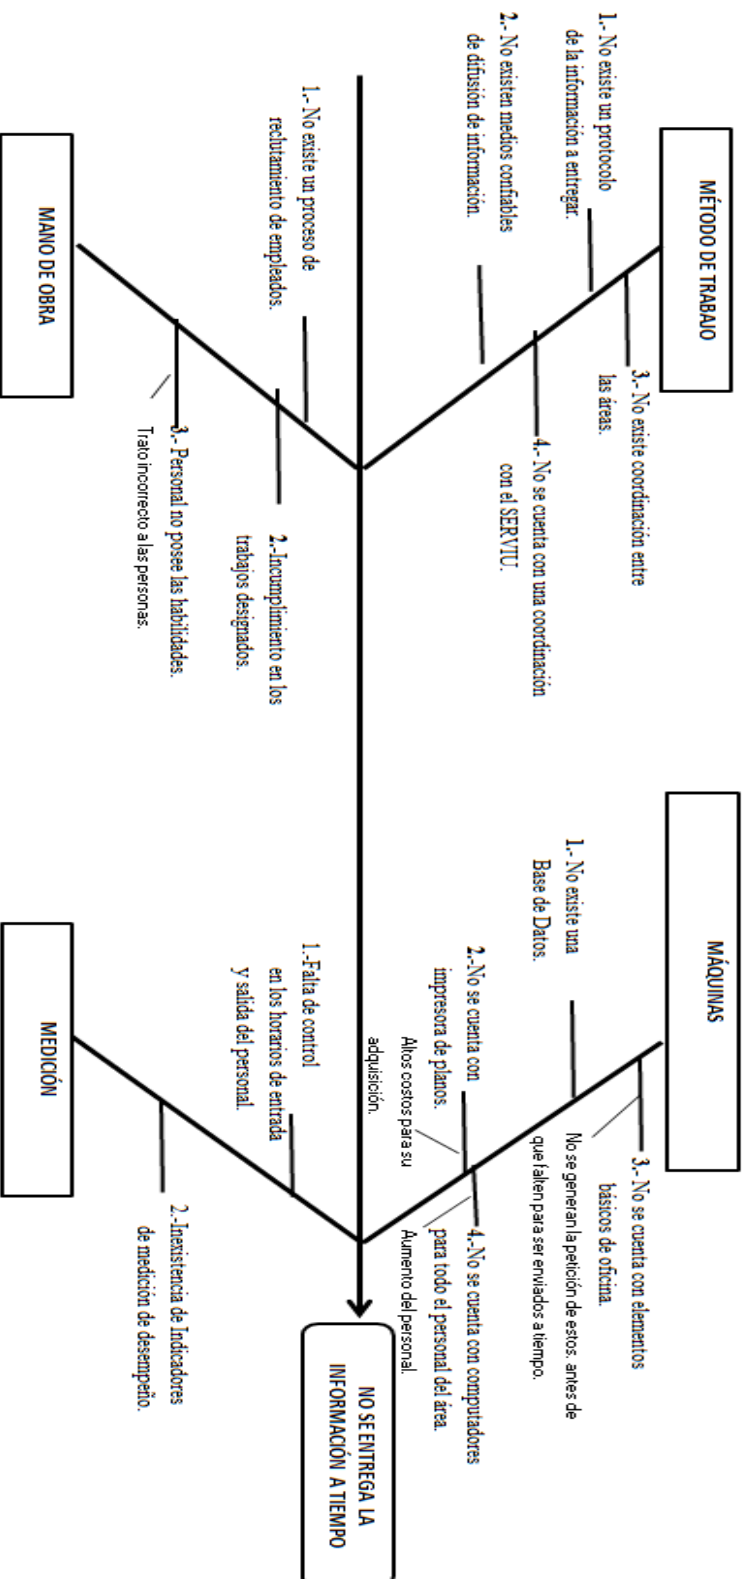 MÉTODO DE TRABAJO
1.- No existe un protocolo
de la información a entregar.
2.- No existen medios confiables
de difusión de información.
3.- No existe coordinación entre
las áreas.
4.- No se cuenta con una coordinación
con el SERVIU.
MÁQUINAS
1.- No existe una
Base de Datos.
2.-No se cuenta con
impresora de planos.
Altos costos para su
adquisición.
3.- No se cuenta con elementos
básicos de oficina.
No se generan la petición de estos, antes de
que falten para ser enviados a tiempo.
4.-No se cuenta con computadores
para todo el personal del área.
Aumento del personal.
NO SE ENTREGA LA
INFORMACIÓN A TIEMPO
1.- No existe un proceso de
reclutamiento de empleados.
2.-Incumplimiento en los
trabajos designados.
3.- Personal no posee las habilidades.
Trato incorrecto a las personas.
MANO DE OBRA
1.-Falta de control
en los horarios de entrada
y salida del personal.
2.-Inexistencia de Indicadores
de medición de desempeño.
MEDICIÓN